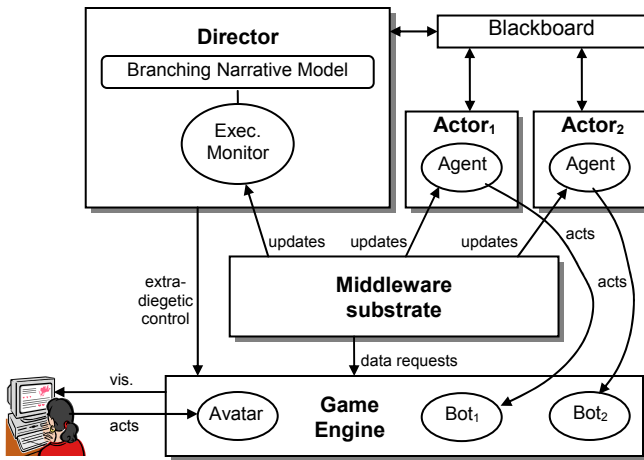 Director
Blackboard
Branching Narrative Model
Exec.
Monitor
Actor1
Actor2
Agent
Agent
updates
updates
updates
acts
acts
extra-
diegetic
control
Middleware
substrate
data requests
vis.
acts
Avatar
Game
Engine
Bot1
Bot2